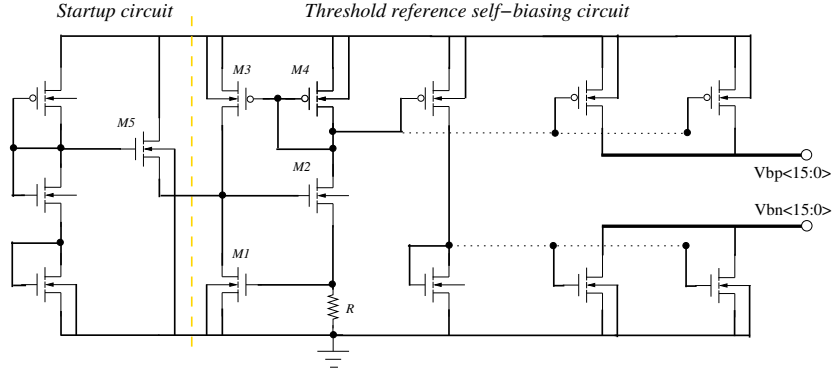 Startup circuit
Threshold reference self−biasing circuit
M3
M4
M5
M2
Vbp<15:0>
Vbn<15:0>
M1
R